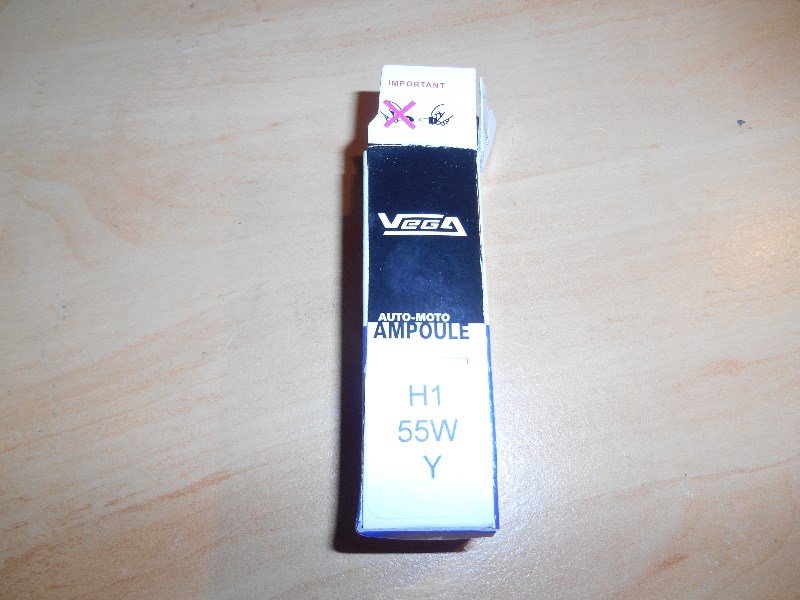 IMPORTANT
VEGA
AUTO-MOTO
AMPOULE
H1
55W
Y